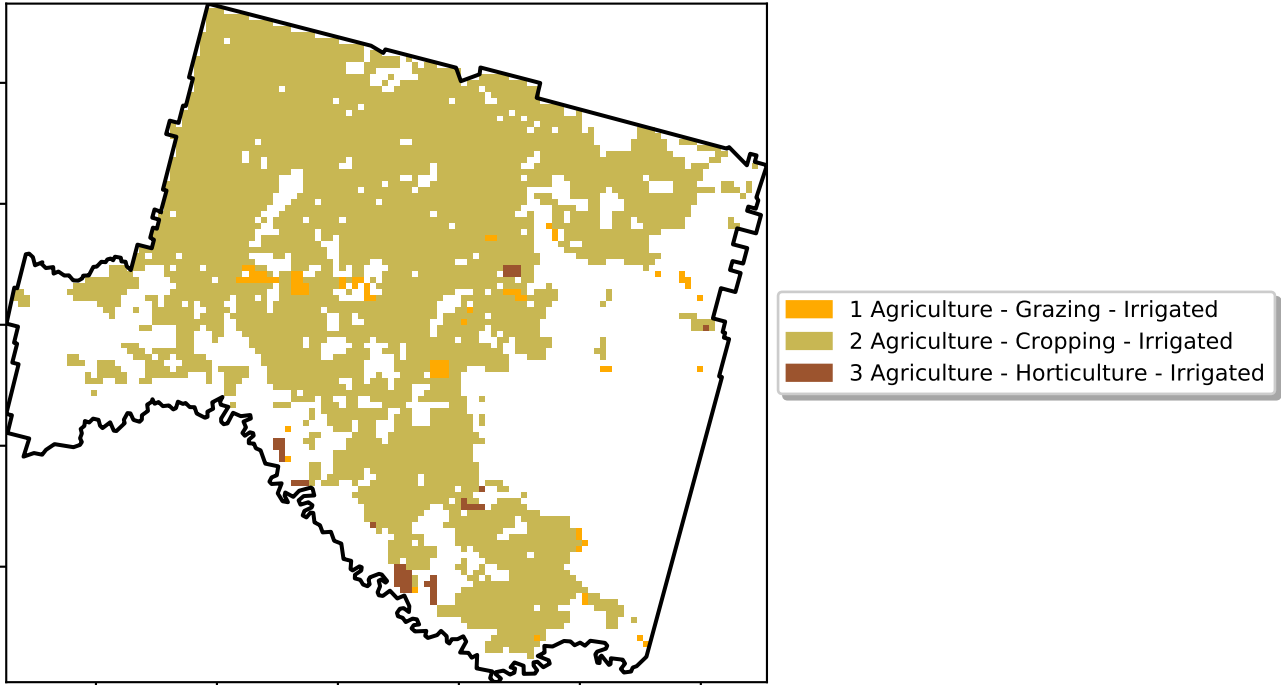 1 Agriculture - Grazing - Irrigated
2 Agriculture - Cropping - Irrigated
3 Agriculture - Horticulture - Irrigated